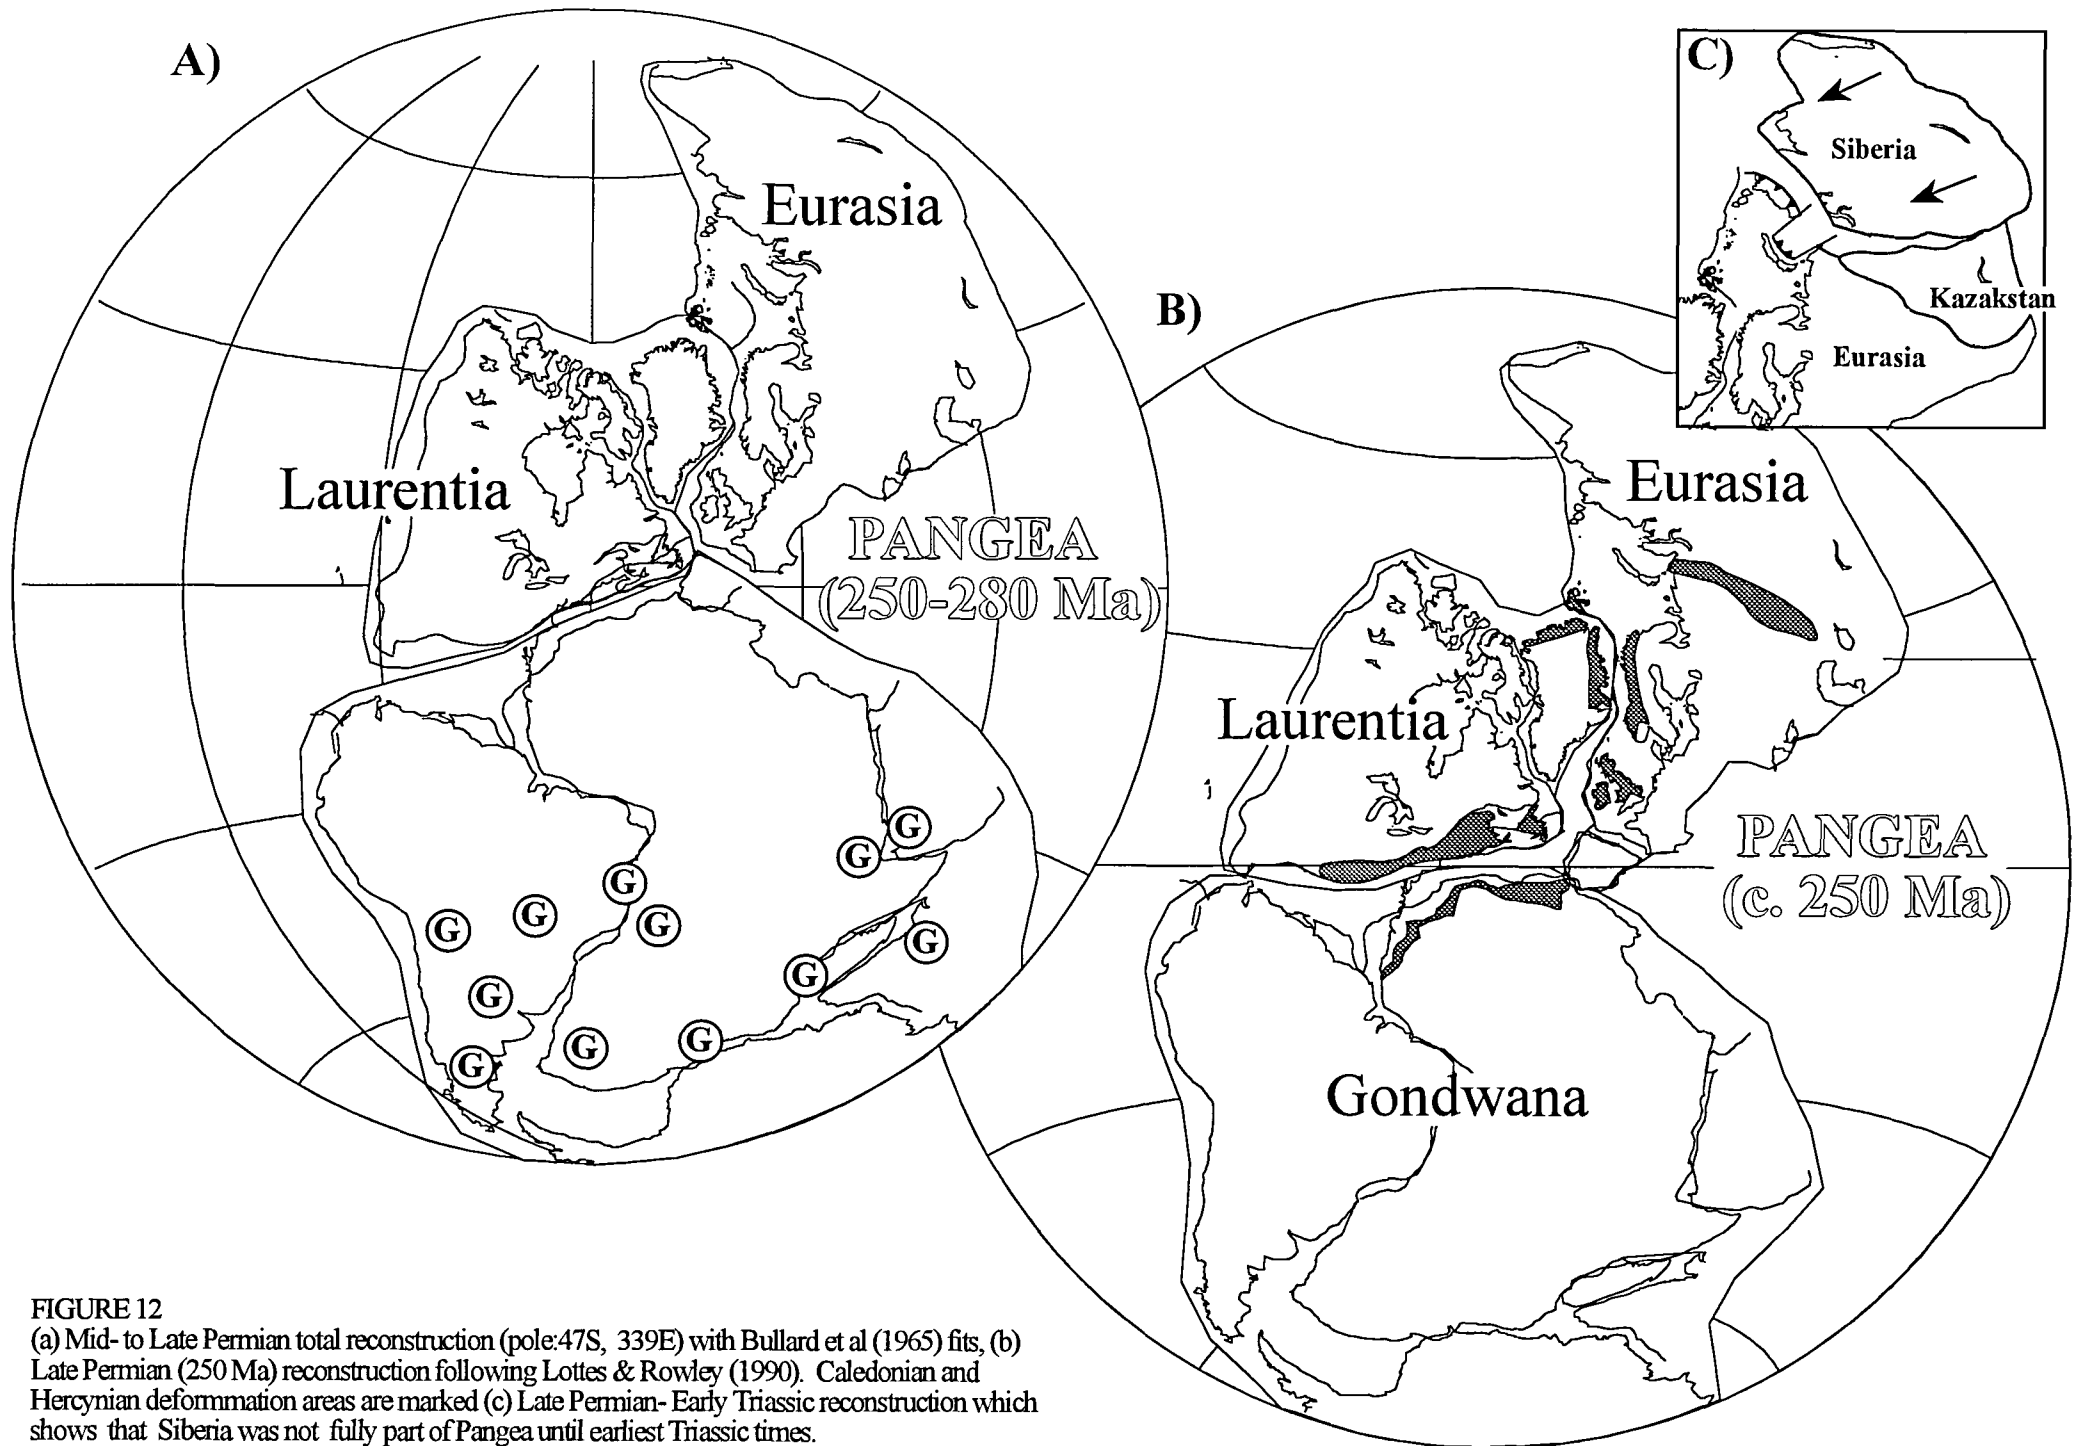 A)
Eurasia
Laurentia
PANGEA
(250-280 Ma)
G
G
G
G
G
G
G
G
G
G
G
G
B)
Eurasia
Laurentia
PANGEA
(c. 250 Ma)
Gondwana
C)
Siberia
Kazakstan
Eurasia
FIGURE 12
(a) Mid- to Late Permian total reconstruction (pole:47S, 339E) with Bullard et al (1965) fits, (b)
Late Permian (250 Ma) reconstruction following Lottes & Rowley (1990). Caledonian and
Hercynian deformmation areas are marked (c) Late Permian- Early Triassic reconstruction which
shows that Siberia was not fully part of Pangea until earliest Triassic times.